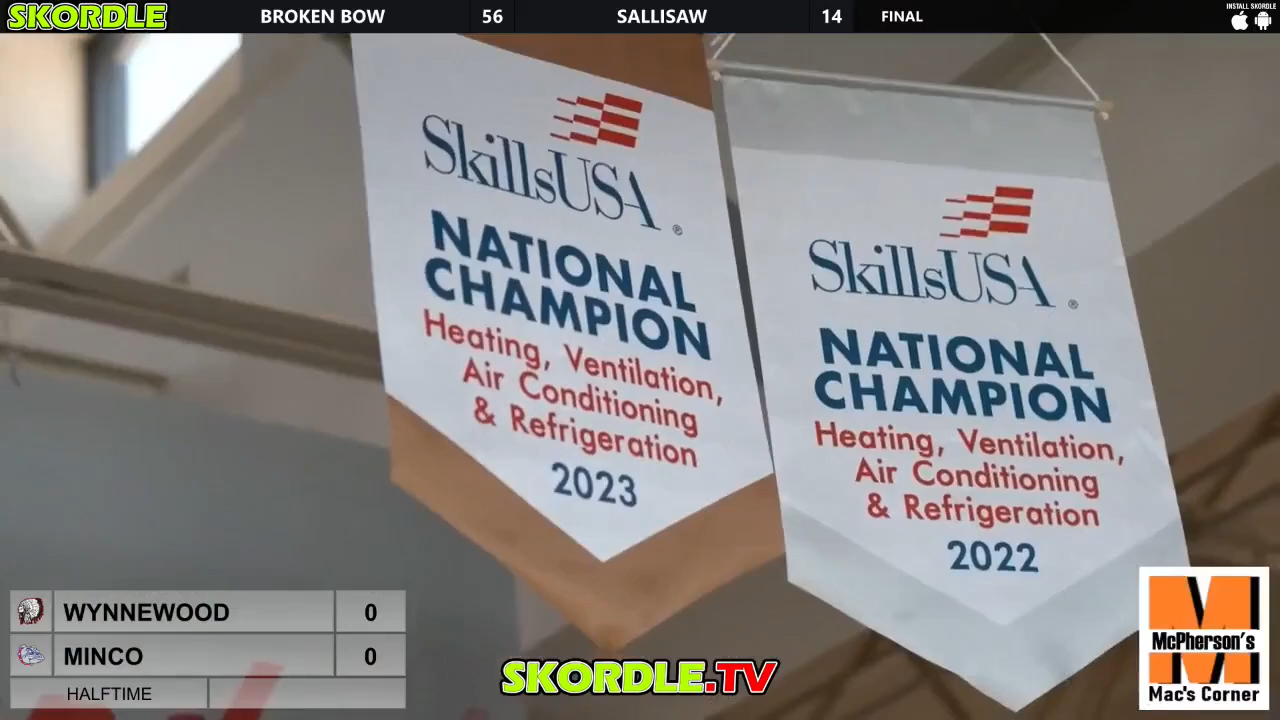 SKORDLE
BROKEN BOW 56 SALLISAW 14 FINAL
INSTALL SKORDLE
SkillsUSA®
NATIONAL
CHAMPION
Heating, Ventilation,
Air Conditioning
& Refrigeration
2023
SkillsUSA®
NATIONAL
CHAMPION
Heating, Ventilation,
Air Conditioning
& Refrigeration
2022
WYNNEWOOD 0
MINCO 0
HALFTIME
SKORDLE.TV
M
McPherson's
Mac's Corner